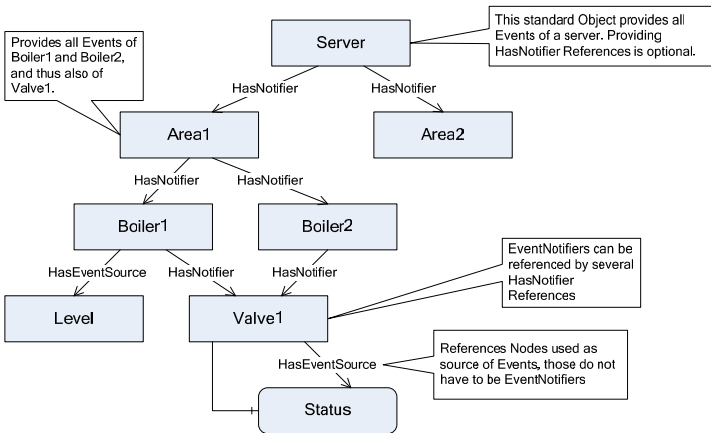 This standard Object provides all
Events of a server. Providing
HasNotifier References is optional.
Server
Provides all Events of
Boiler1 and Boiler2,
and thus also of
Valve1.
HasNotifier
HasNotifier
Area1
Area2
HasNotifier
HasNotifier
Boiler1
Boiler2
EventNotifiers can be
referenced by several
HasNotifier
References
HasEventSource
HasNotifier
HasNotifier
Level
Valve1
References Nodes used as
source of Events, those do not
have to be EventNotifiers
HasEventSource
Status